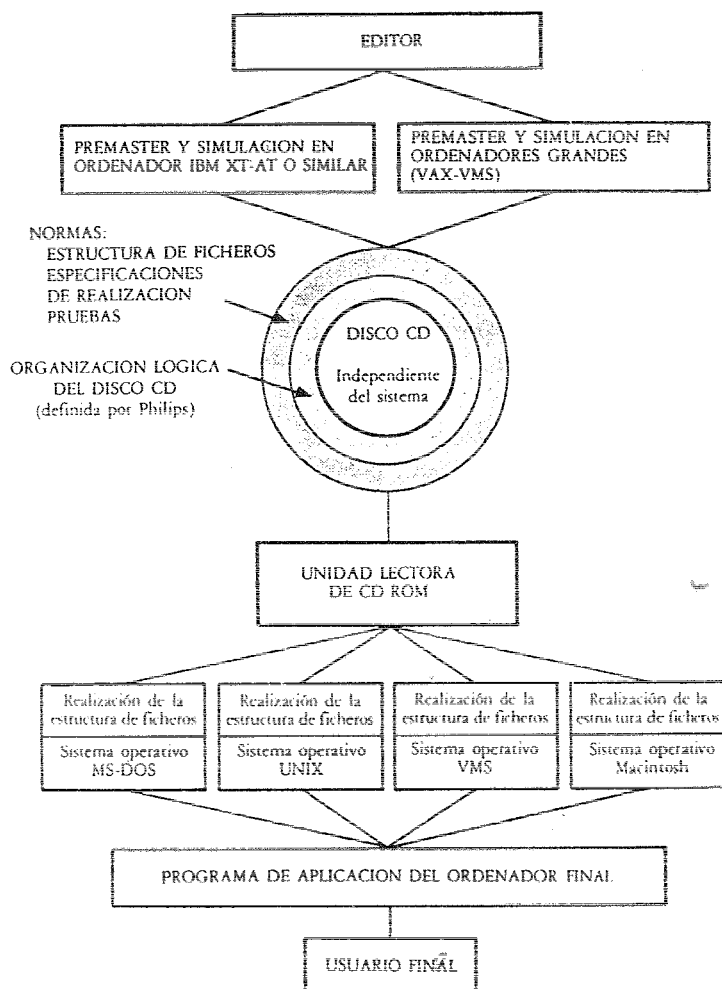 EDITOR
PREMASTER Y SIMULACION EN
ORDENADOR IBM XT-AT O SIMILAR
PREMASTER Y SIMULACION EN
ORDENADORES GRANDES
(VAX-VMS)
NORMAS:
ESTRUCTURA DE FICHEROS
ESPECIFICACIONES
DE REALIZACION
PRUEBAS
ORGANIZACION LOGICA
DEL DISCO CD
(definida por Philips)
DISCO CD
Independiente
del sistema
UNIDAD LECTORA
DE CD ROM
Realización de la
estructura de ficheros
Sistema operativo
MS-DOS
Realización de la
estructura de ficheros
Sistema operativo
UNIX
Realización de la
estructura de ficheros
Sistema operativo
VMS
Realización de la
estructura de ficheros
Sistema operativo
Macintosh
PROGRAMA DE APLICACION DEL ORDENADOR FINAL
USUARIO FINAL